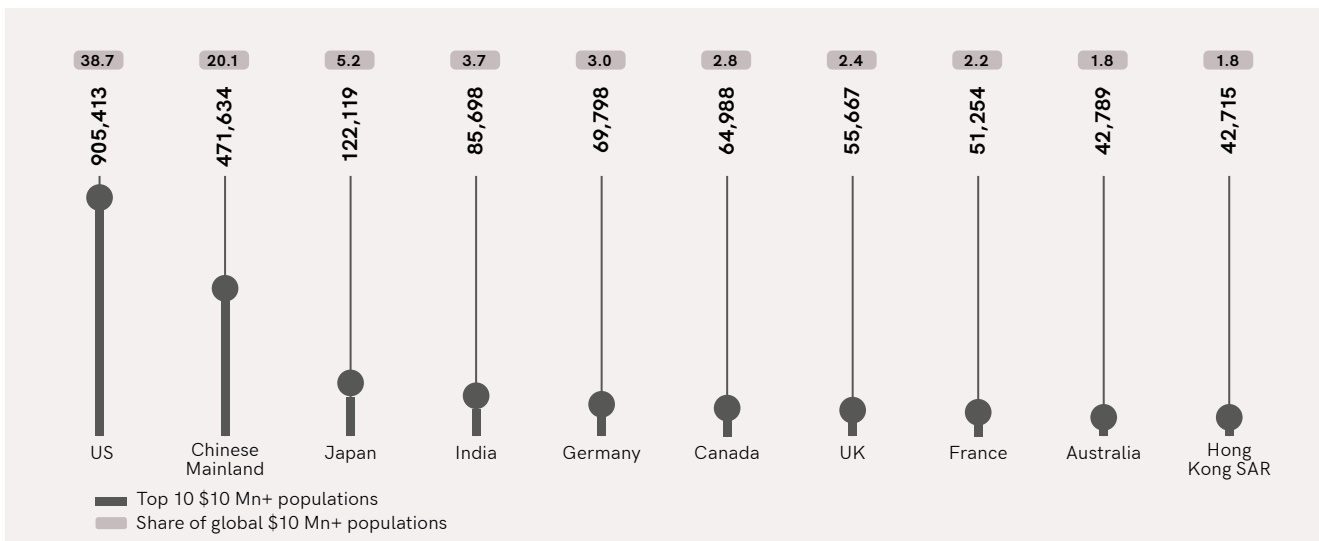 38.7 20.1 5.2 3.7 3.0 2.8 2.4 2.2 1.8 1.8
905,413 471,634 122,119 85,698 69,798 64,988 55,667 51,254 42,789 42,715
US Chinese Japan India Germany Canada UK France Australia Hong
Mainland Kong SAR
Top 10 $10 Mn+ populations
Share of global $10 Mn+ populations